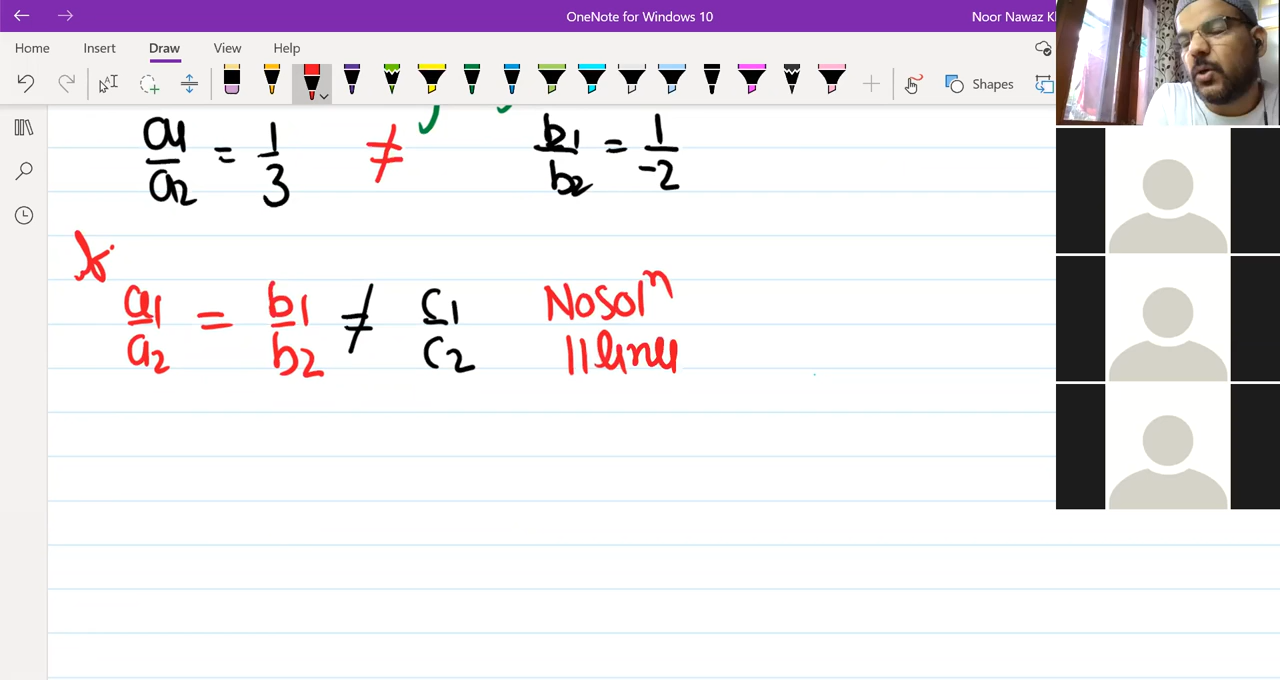 OneNote for Windows 10
Noor Nawaz K
Home Insert Draw View Help
Shapes
a1/a2 = 1/3 ≠ b1/b2 = 1/-2
a1/a2 = b1/b2 ≠ c1/c2 No solⁿ
|| lines